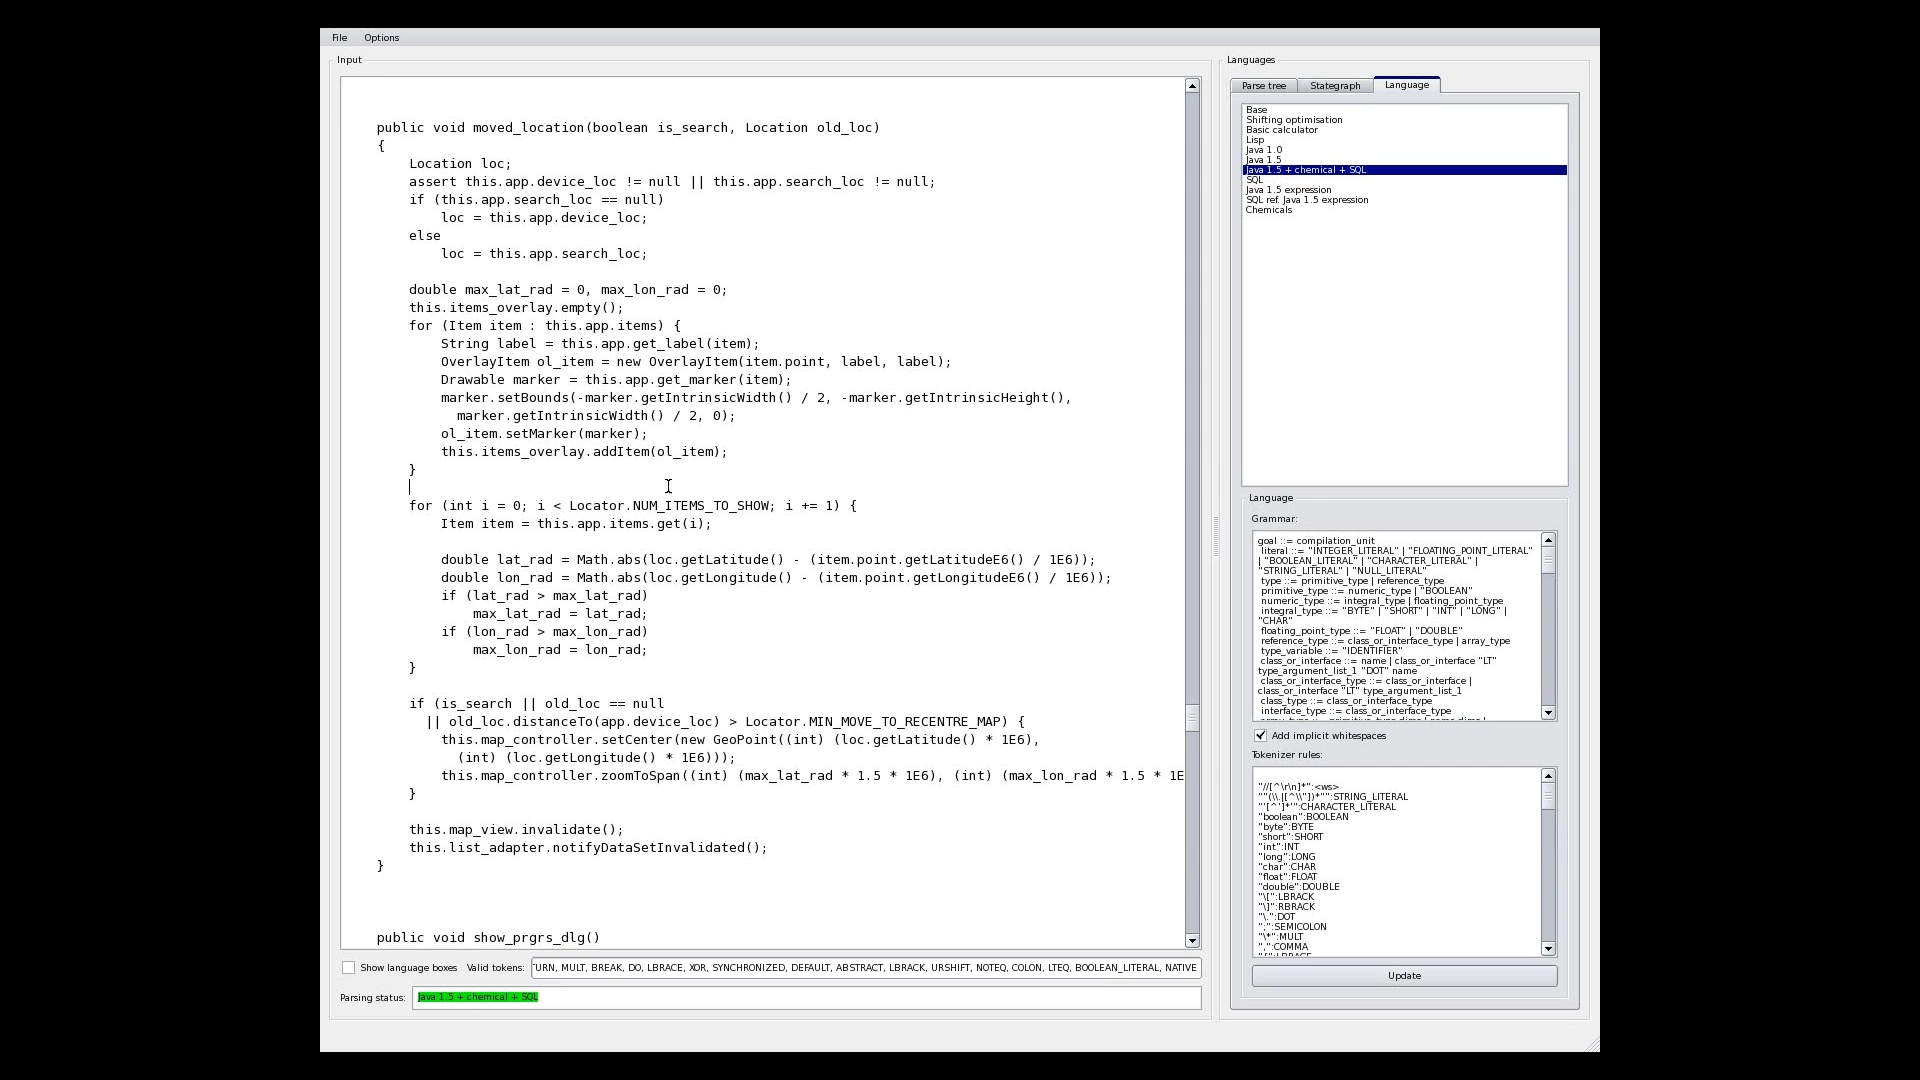 File Options
Input
public void moved_location(boolean is_search, Location old_loc)
{
Location loc;
assert this.app.device_loc != null || this.app.search_loc != null;
if (this.app.search_loc == null)
loc = this.app.device_loc;
else
loc = this.app.search_loc;
double max_lat_rad = 0, max_lon_rad = 0;
this.items_overlay.empty();
for (Item item : this.app.items) {
String label = this.app.get_label(item);
OverlayItem ol_item = new OverlayItem(item.point, label, label);
Drawable marker = this.app.get_marker(item);
marker.setBounds(-marker.getIntrinsicWidth() / 2, -marker.getIntrinsicHeight(),
marker.getIntrinsicWidth() / 2, 0);
ol_item.setMarker(marker);
this.items_overlay.addItem(ol_item);
}
for (int i = 0; i < Locator.NUM_ITEMS_TO_SHOW; i += 1) {
Item item = this.app.items.get(i);
double lat_rad = Math.abs(loc.getLatitude() - (item.point.getLatitudeE6() / 1E6));
double lon_rad = Math.abs(loc.getLongitude() - (item.point.getLongitudeE6() / 1E6));
if (lat_rad > max_lat_rad)
max_lat_rad = lat_rad;
if (lon_rad > max_lon_rad)
max_lon_rad = lon_rad;
}
if (is_search || old_loc == null
|| old_loc.distanceTo(app.device_loc) > Locator.MIN_MOVE_TO_RECENTRE_MAP) {
this.map_controller.setCenter(new GeoPoint((int) (loc.getLatitude() * 1E6),
(int) (loc.getLongitude() * 1E6)));
this.map_controller.zoomToSpan((int) (max_lat_rad * 1.5 * 1E6), (int) (max_lon_rad * 1.5 * 1E
}
this.map_view.invalidate();
this.list_adapter.notifyDataSetInvalidated();
}
public void show_prgrs_dlg()
Show language boxes Valid tokens: TURN, MULT, BREAK, DO, LBRACE, XOR, SYNCHRONIZED, DEFAULT, ABSTRACT, LBRACK, URSHIFT, NOTEQ, COLON, LTEQ, BOOLEAN_LITERAL, NATIVE
Parsing status: Java 1.5 + chemical + SQL
Languages
Parse tree Stategraph Language
Base
Shifting optimisation
Basic calculator
Lisp
Java 1.0
Java 1.5
Java 1.5 + chemical + SQL
SQL
Java 1.5 expression
SQL ref. Java 1.5 expression
Chemicals
Language
Grammar:
goal ::= compilation_unit
literal ::= "INTEGER_LITERAL" | "FLOATING_POINT_LITERAL"
| "BOOLEAN_LITERAL" | "CHARACTER_LITERAL" |
"STRING_LITERAL" | "NULL_LITERAL"
type ::= primitive_type | reference_type
primitive_type ::= numeric_type | "BOOLEAN"
numeric_type ::= integral_type | floating_point_type
integral_type ::= "BYTE" | "SHORT" | "INT" | "LONG" |
"CHAR"
floating_point_type ::= "FLOAT" | "DOUBLE"
reference_type ::= class_or_interface_type | array_type
type_variable ::= "IDENTIFIER"
class_or_interface ::= name | class_or_interface "LT"
type_argument_list_1 "DOT" name
class_or_interface_type ::= class_or_interface |
class_or_interface "LT" type_argument_list_1
class_type ::= class_or_interface_type
interface_type ::= class_or_interface_type
Add implicit whitespaces
Tokenizer rules:
"//[^\r\n]*":<ws>
"\"(\\.|[^\\"])*\"":STRING_LITERAL
"'[^']*'":CHARACTER_LITERAL
"boolean":BOOLEAN
"byte":BYTE
"short":SHORT
"int":INT
"long":LONG
"char":CHAR
"float":FLOAT
"double":DOUBLE
"\[":LBRACK
"\]":RBRACK
"\.":DOT
";":SEMICOLON
"\*":MULT
",":COMMA
Update